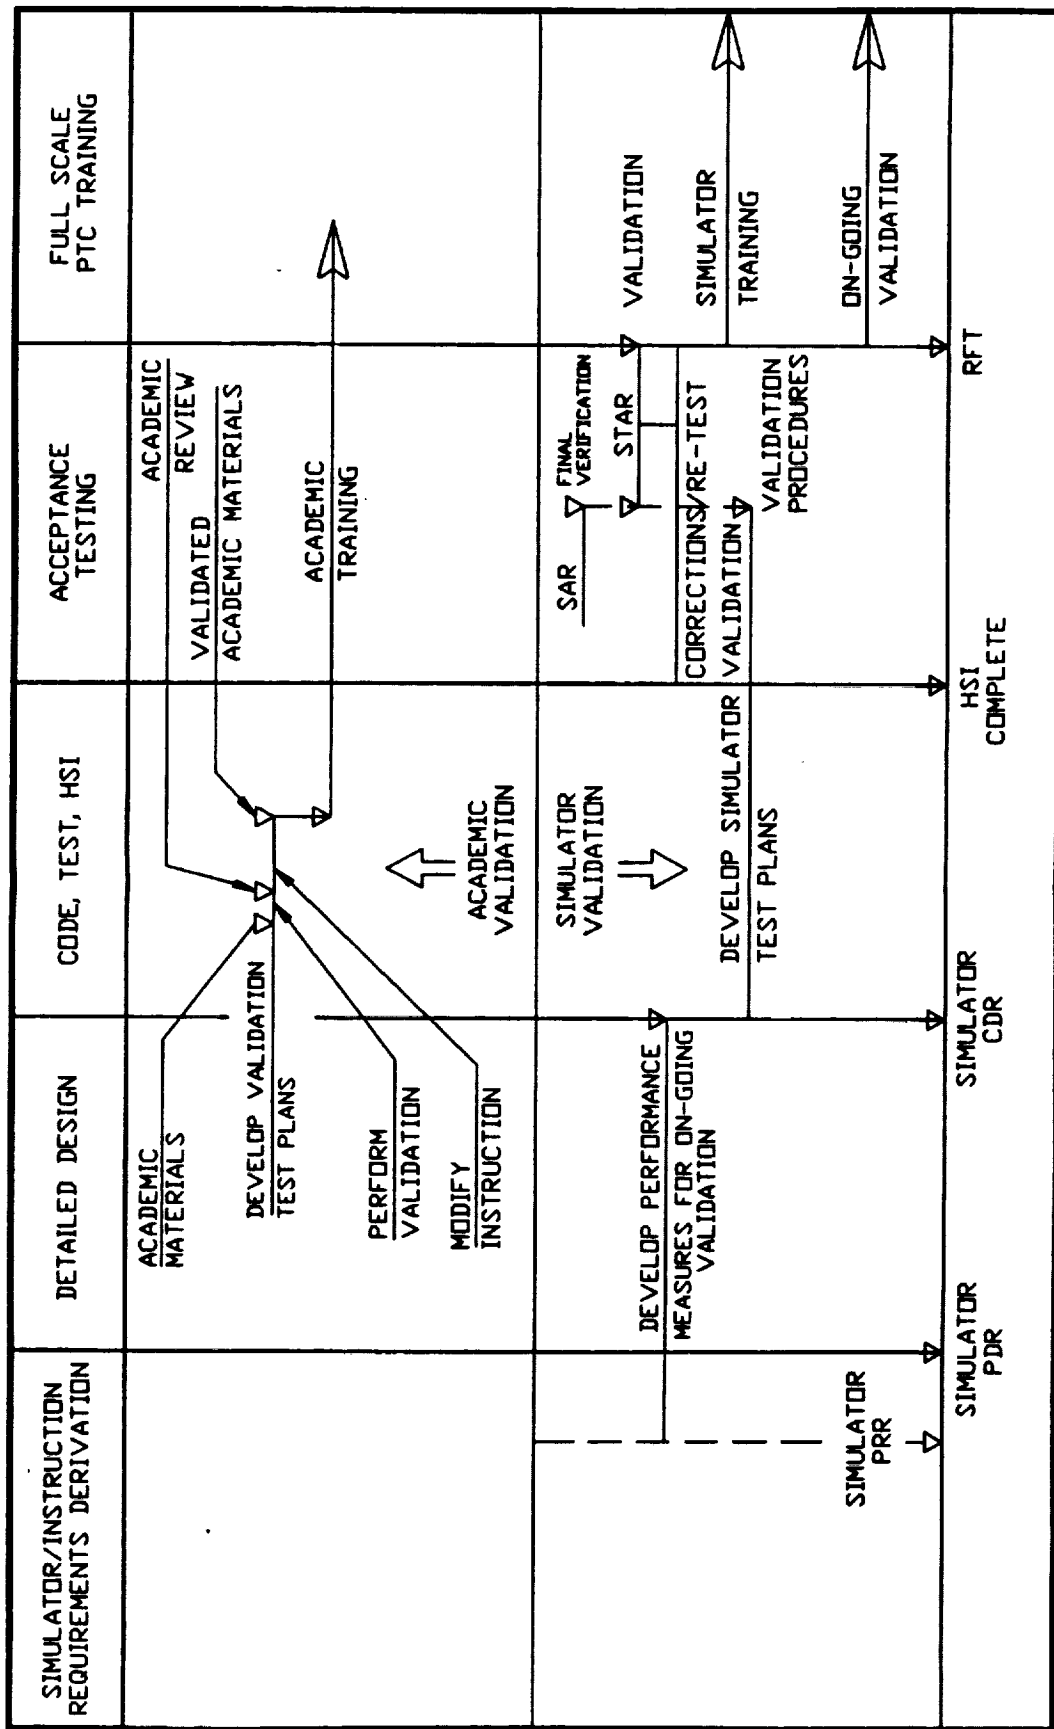 SIMULATOR/INSTRUCTION
REQUIREMENTS DERIVATION
DETAILED DESIGN
CODE, TEST, HSI
ACCEPTANCE
TESTING
FULL SCALE
PTC TRAINING
ACADEMIC
MATERIALS
DEVELOP VALIDATION
TEST PLANS
PERFORM
VALIDATION
MODIFY
INSTRUCTION
ACADEMIC
REVIEW
VALIDATED
ACADEMIC MATERIALS
ACADEMIC
TRAINING
ACADEMIC
VALIDATION
SIMULATOR
VALIDATION
SAR
FINAL
VERIFICATION
STAR
VALIDATION
DEVELOP PERFORMANCE
MEASURES FOR ON-GOING
VALIDATION
CORRECTIONS/RE-TEST
SIMULATOR
TRAINING
DEVELOP SIMULATOR VALIDATION
TEST PLANS
VALIDATION
PROCEDURES
ON-GOING
VALIDATION
SIMULATOR
PRR
SIMULATOR
PDR
SIMULATOR
CDR
HSI
COMPLETE
RFT